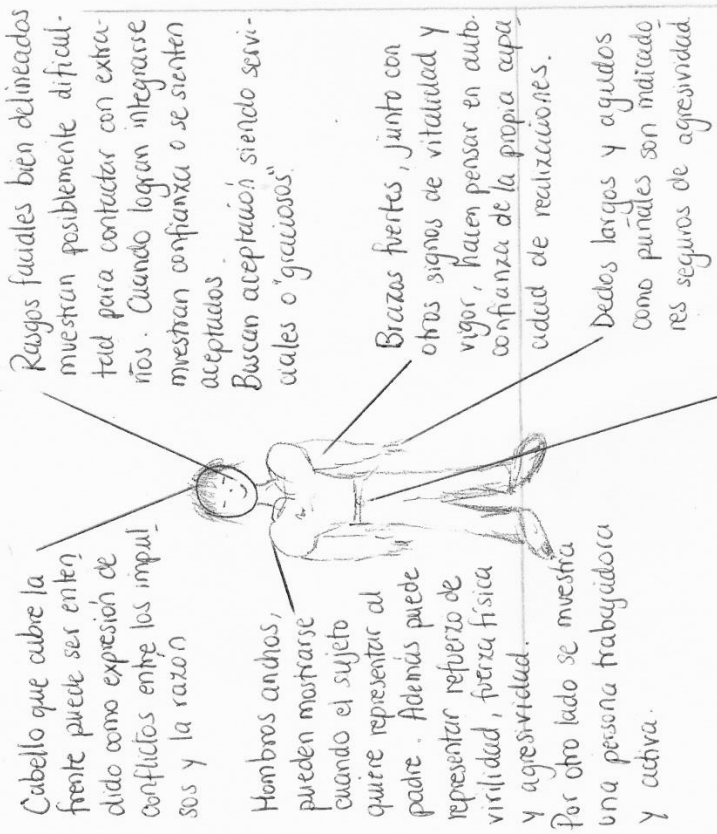 Cabello que cubre la
frente puede ser enten
dido como expresión de
conflictos entre los impul
sos y la razón
Rasgos faciales bien delineados
muestran posiblemente dificul-
tad para contactar con extra-
ños. Cuando logran integrarse
muestran confianza o se sienten
aceptados.
Buscan aceptación siendo servi-
ciales o "graciosos"
Hombros anchos,
pueden mostrarse
cuando el sujeto
quiere representar al
padre. Además puede
representar refuerzo de
virilidad, fuerza física
y agresividad.
Por otro lado se muestra
una persona trabajadora
y activa.
Brazos fuertes, junto con
otros signos de vitalidad y
vigor, hacen pensar en auto-
confianza de la propia capa
cidad de realizaciones.
Dedos largos y agudos
como puñales son indicado
res seguros de agresividad